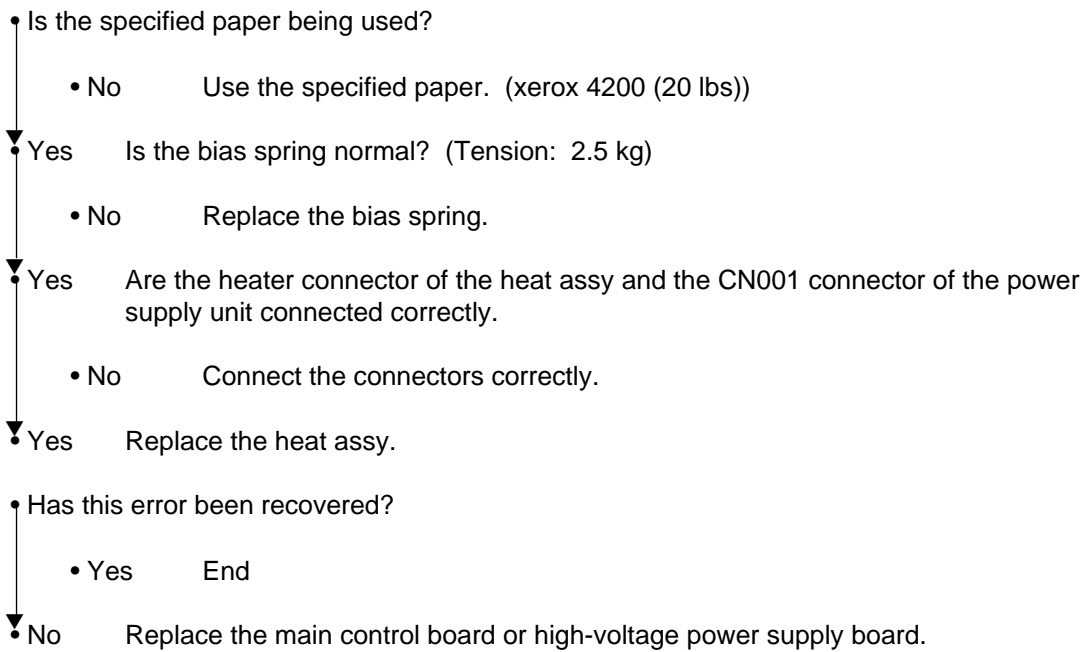 • Is the specified paper being used?
• No Use the specified paper. (xerox 4200 (20 lbs))
• Yes Is the bias spring normal? (Tension: 2.5 kg)
• No Replace the bias spring.
• Yes Are the heater connector of the heat assy and the CN001 connector of the power
supply unit connected correctly.
• No Connect the connectors correctly.
• Yes Replace the heat assy.
• Has this error been recovered?
• Yes End
• No Replace the main control board or high-voltage power supply board.